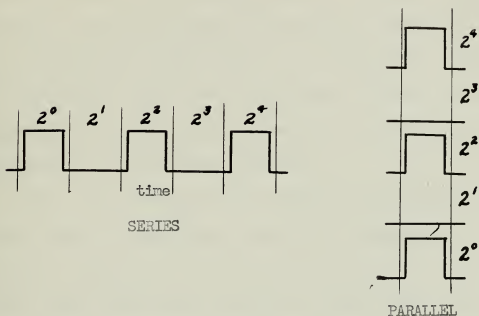 2⁰ 2¹ 2² 2³ 2⁴
time
SERIES
2⁴
2³
2²
2¹
2⁰
PARALLEL